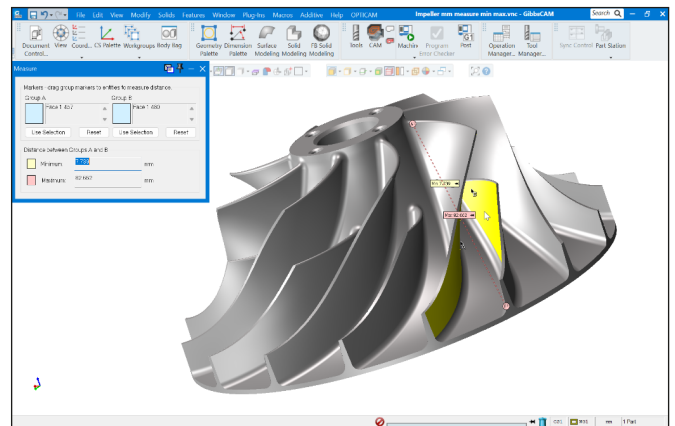 File Edit View Modify Solids Features Window Plug-Ins Macros Additive Help OPTICAM
Impeller mm measure min max.vnc - GibbsCAM
Search
Document Control...
View
Coord...
CS Palette
Workgroups
Body Bag
Geometry Palette
Dimension Palette
Surface Modeling
Solid Modeling
FB Solid Modeling
Tools
CAM
Program Error Checker
Post
Operation Manager...
Tool Manager...
Sync Control
Part Station
Measure
Markers - drag group markers to entities to measure distance.
Group A
Group B
Use Selection
Reset
Use Selection
Reset
Distance between Groups A and B
Minimum:
mm
Maximum:
mm
1 Part